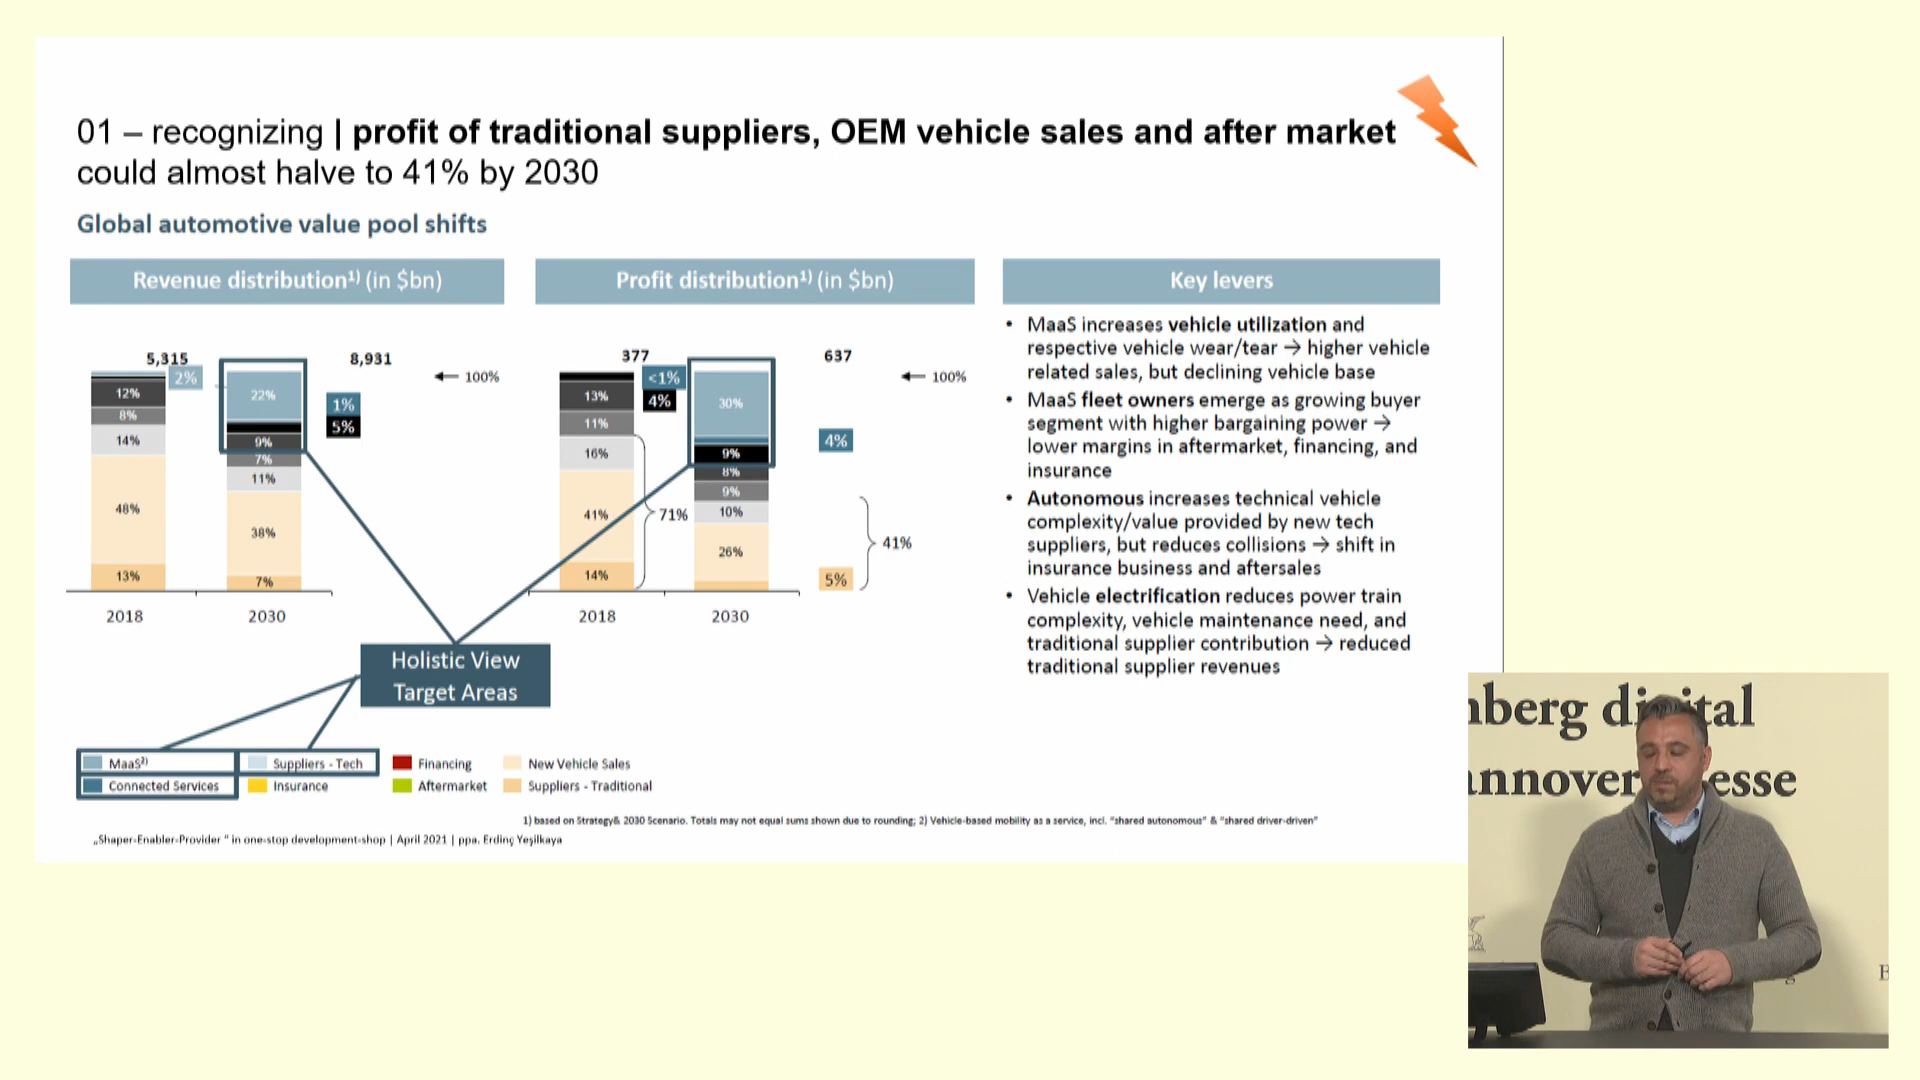 01 – recognizing | profit of traditional suppliers, OEM vehicle sales and after market
could almost halve to 41% by 2030
Global automotive value pool shifts
Revenue distribution¹⁾ (in $bn)
5,315
8,931
← 100%
2%
12%
8%
14%
48%
13%
22%
1%
5%
9%
7%
11%
38%
7%
2018
2030
Profit distribution¹⁾ (in $bn)
377
637
← 100%
<1%
4%
13%
11%
16%
41%
14%
71%
30%
4%
9%
8%
9%
10%
26%
5%
41%
2018
2030
Key levers
• MaaS increases vehicle utilization and
respective vehicle wear/tear → higher vehicle
related sales, but declining vehicle base
• MaaS fleet owners emerge as growing buyer
segment with higher bargaining power →
lower margins in aftermarket, financing, and
insurance
• Autonomous increases technical vehicle
complexity/value provided by new tech
suppliers, but reduces collisions → shift in
insurance business and aftersales
• Vehicle electrification reduces power train
complexity, vehicle maintenance need, and
traditional supplier contribution → reduced
traditional supplier revenues
Holistic View
Target Areas
MaaS²⁾
Suppliers - Tech
Financing
New Vehicle Sales
Connected Services
Insurance
Aftermarket
Suppliers - Traditional
1) based on Strategy& 2030 Scenario. Totals may not equal sums shown due to rounding; 2) Vehicle-based mobility as a service, incl. "shared autonomous" & "shared driver-driven"
„Shaper-Enabler-Provider " in one-stop development-shop | April 2021 | ppa. Erdinç Yeşilkaya